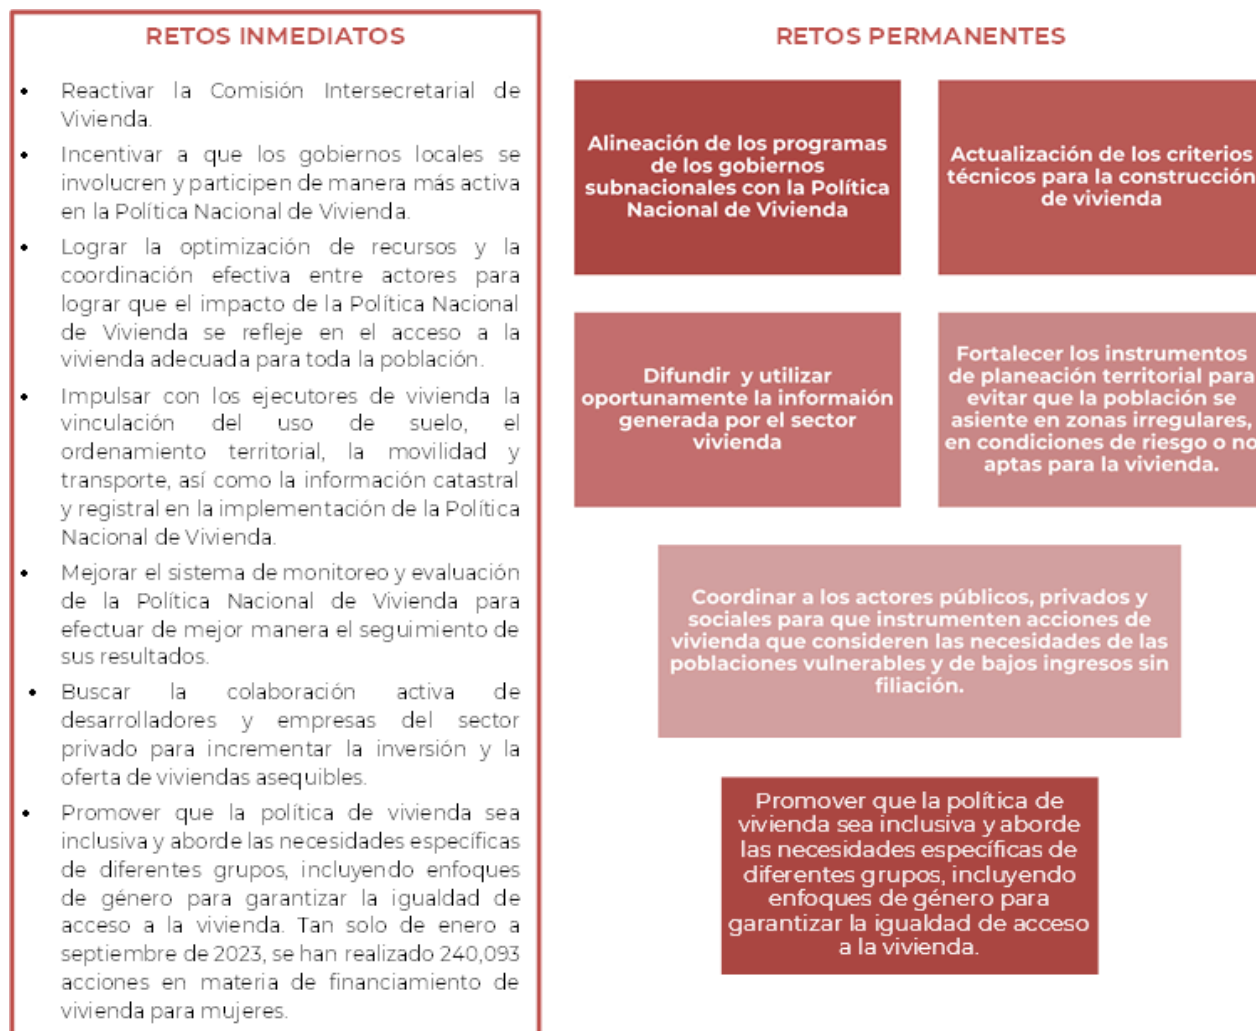 RETOS INMEDIATOS
• Reactivar la Comisión Intersecretarial de
Vivienda.
• Incentivar a que los gobiernos locales se
involucren y participen de manera más activa
en la Política Nacional de Vivienda.
• Lograr la optimización de recursos y la
coordinación efectiva entre actores para
lograr que el impacto de la Política Nacional
de Vivienda se refleje en el acceso a la
vivienda adecuada para toda la población.
• Impulsar con los ejecutores de vivienda la
vinculación del uso de suelo, el
ordenamiento territorial, la movilidad y
transporte, así como la información catastral
y registral en la implementación de la Política
Nacional de Vivienda.
• Mejorar el sistema de monitoreo y evaluación
de la Política Nacional de Vivienda para
efectuar de mejor manera el seguimiento de
sus resultados.
• Buscar la colaboración activa de
desarrolladores y empresas del sector
privado para incrementar la inversión y la
oferta de viviendas asequibles.
• Promover que la política de vivienda sea
inclusiva y aborde las necesidades específicas
de diferentes grupos, incluyendo enfoques
de género para garantizar la igualdad de
acceso a la vivienda. Tan solo de enero a
septiembre de 2023, se han realizado 240,093
acciones en materia de financiamiento de
vivienda para mujeres.
RETOS PERMANENTES
Alineación de los programas
de los gobiernos
subnacionales con la Política
Nacional de Vivienda
Actualización de los criterios
técnicos para la construcción
de vivienda
Difundir y utilizar
oportunamente la informaión
generada por el sector
vivienda
Fortalecer los instrumentos
de planeación territorial para
evitar que la población se
asiente en zonas irregulares,
en condiciones de riesgo o no
aptas para la vivienda.
Coordinar a los actores públicos, privados y
sociales para que instrumenten acciones de
vivienda que consideren las necesidades de las
poblaciones vulnerables y de bajos ingresos sin
filiación.
Promover que la política de
vivienda sea inclusiva y aborde
las necesidades específicas de
diferentes grupos, incluyendo
enfoques de género para
garantizar la igualdad de acceso
a la vivienda.